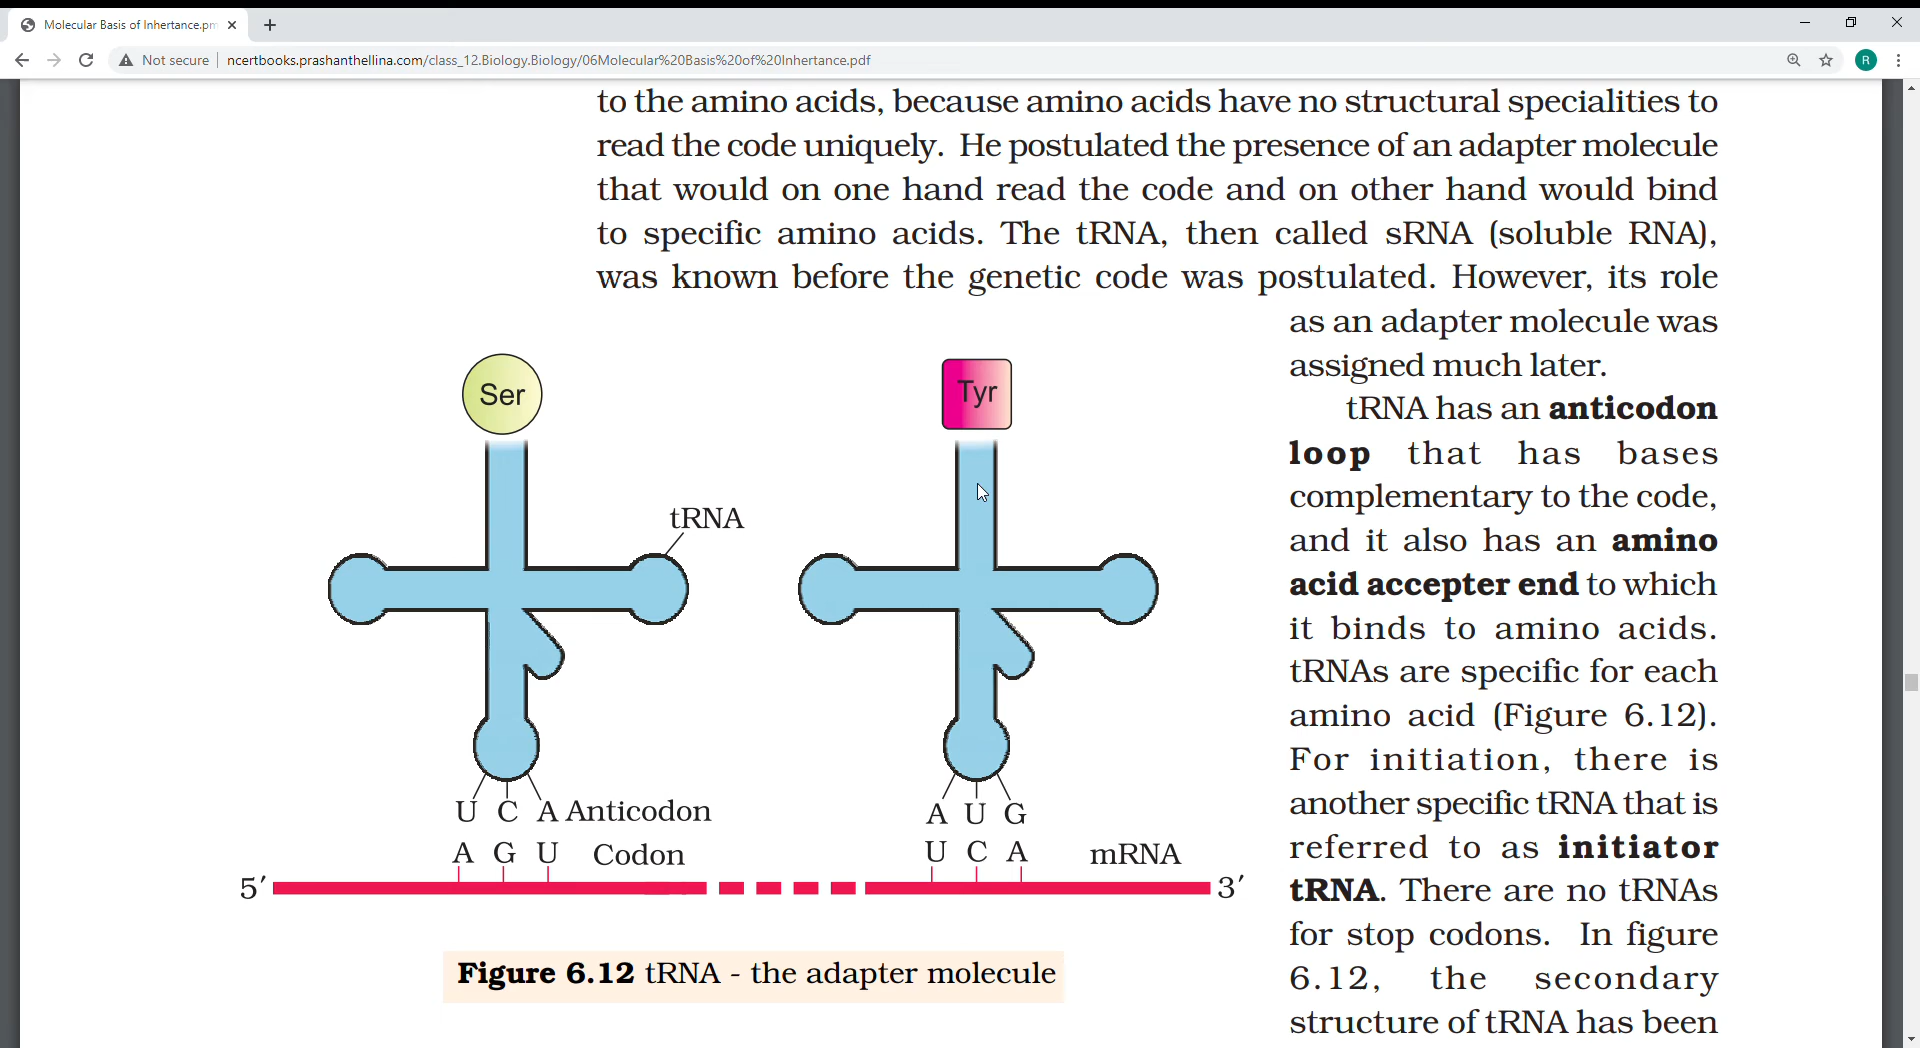 Molecular Basis of Inhertance.pm
Not secure
ncertbooks.prashanthellina.com/class_12.Biology.Biology/06Molecular%20Basis%20of%20Inhertance.pdf
R
to the amino acids, because amino acids have no structural specialities to
read the code uniquely. He postulated the presence of an adapter molecule
that would on one hand read the code and on other hand would bind
to specific amino acids. The tRNA, then called sRNA (soluble RNA),
was known before the genetic code was postulated. However, its role
as an adapter molecule was
assigned much later.
tRNA has an anticodon
loop that has bases
complementary to the code,
and it also has an amino
acid accepter end to which
it binds to amino acids.
tRNAs are specific for each
amino acid (Figure 6.12).
For initiation, there is
another specific tRNA that is
referred to as initiator
tRNA. There are no tRNAs
for stop codons. In figure
6.12, the secondary
structure of tRNA has been
Ser
Tyr
tRNA
U C A Anticodon
A U G
A G U Codon
U C A mRNA
5′ 3′
Figure 6.12 tRNA - the adapter molecule